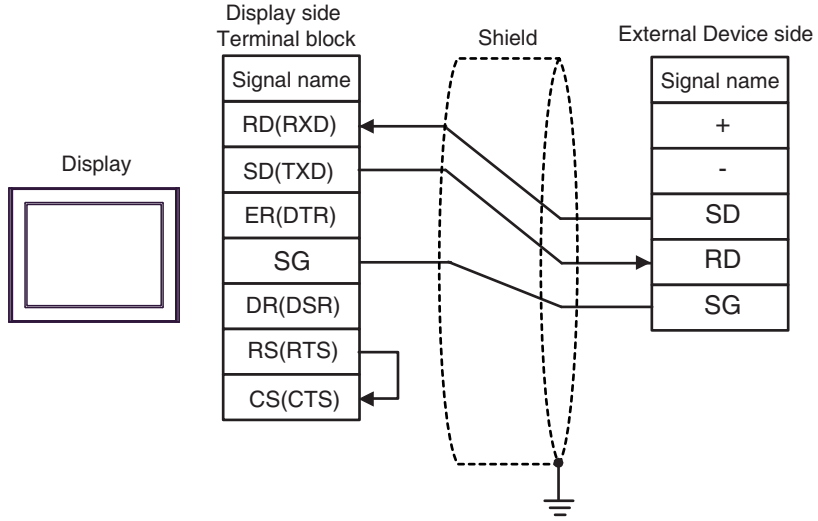 Display side
Terminal block
Shield
External Device side
Signal name
RD(RXD)
SD(TXD)
ER(DTR)
SG
DR(DSR)
RS(RTS)
CS(CTS)
Display
Signal name
+
-
SD
RD
SG